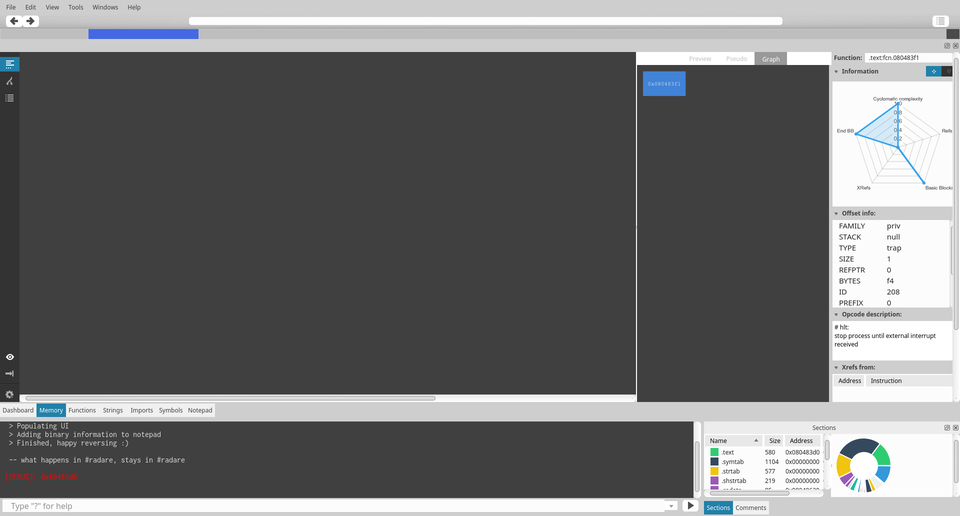 File Edit View Tools Windows Help
Preview Pseudo Graph
0x080483f1
Function: .text:fcn.080483f1
Information
Cyclomatic complexity
1.0
0.8
0.6
0.4
0.2
End BB
Refs
XRefs
Basic Blocks
Offset info:
FAMILY priv
STACK null
TYPE trap
SIZE 1
REFPTR 0
BYTES f4
ID 208
PREFIX 0
Opcode description:
# hlt:
stop process until external interrupt
received
Xrefs from:
Address Instruction
Dashboard Memory Functions Strings Imports Symbols Notepad
> Populating UI
> Adding binary information to notepad
> Finished, happy reversing :)
-- what happens in #radare, stays in #radare
Type "?" for help
Sections
Name Size Address
.text 580 0x080483d0
.symtab 1104 0x00000000
.strtab 577 0x00000000
.shstrtab 219 0x00000000
Sections Comments